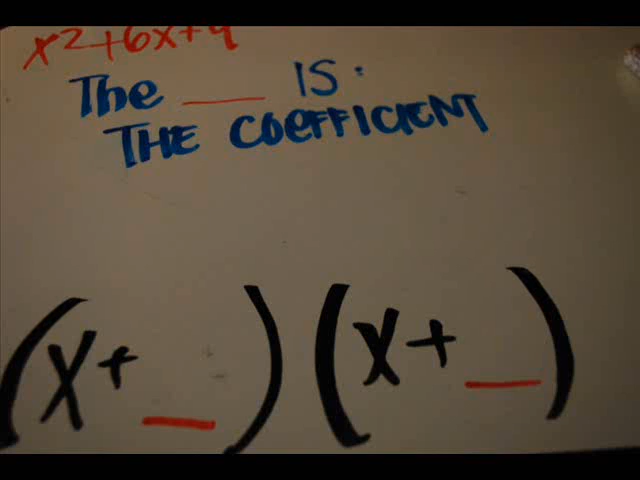 x2+6x+9
The ___ IS:
THE COEFFICIENT
(X+ __) (X+ __)